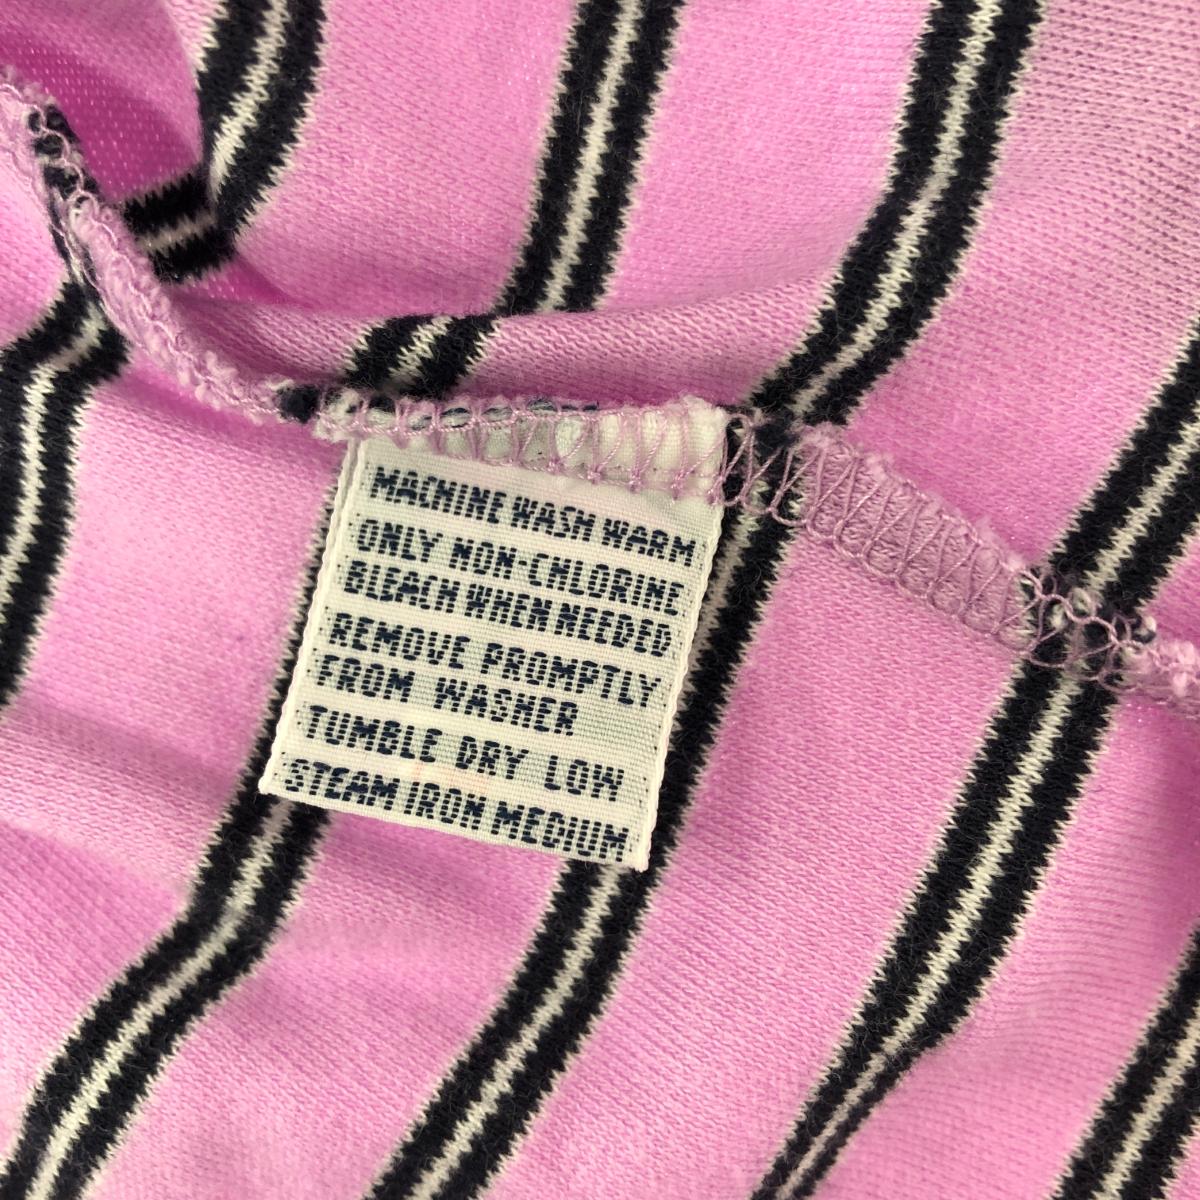 MACHINE WASH WARM
ONLY NON-CHLORINE
BLEACH WHEN NEEDED
REMOVE PROMPTLY
FROM WASHER
TUMBLE DRY LOW
STEAM IRON MEDIUM